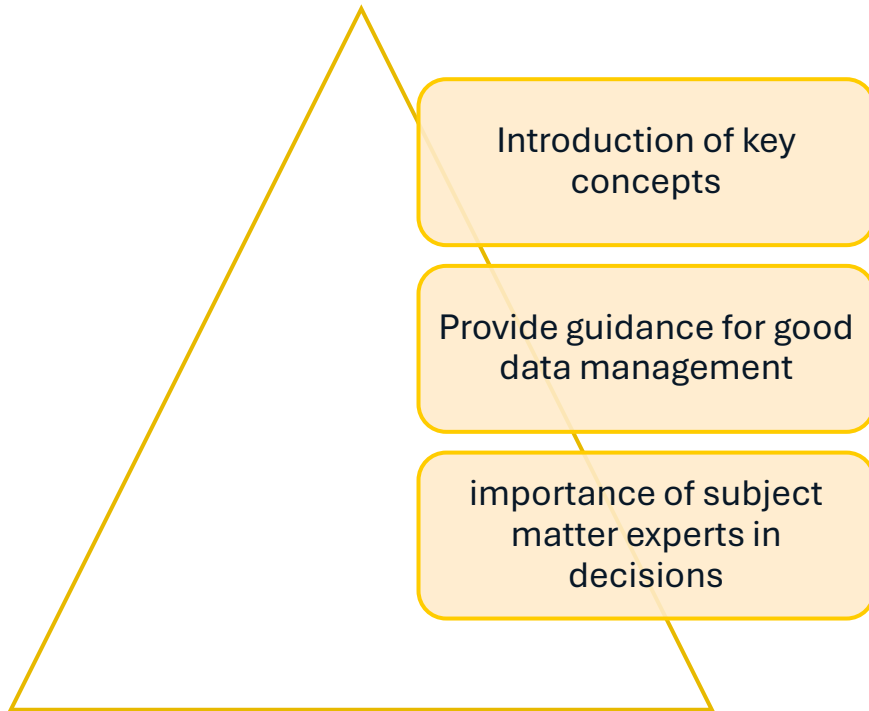 Introduction of key
concepts
Provide guidance for good
data management
importance of subject
matter experts in
decisions